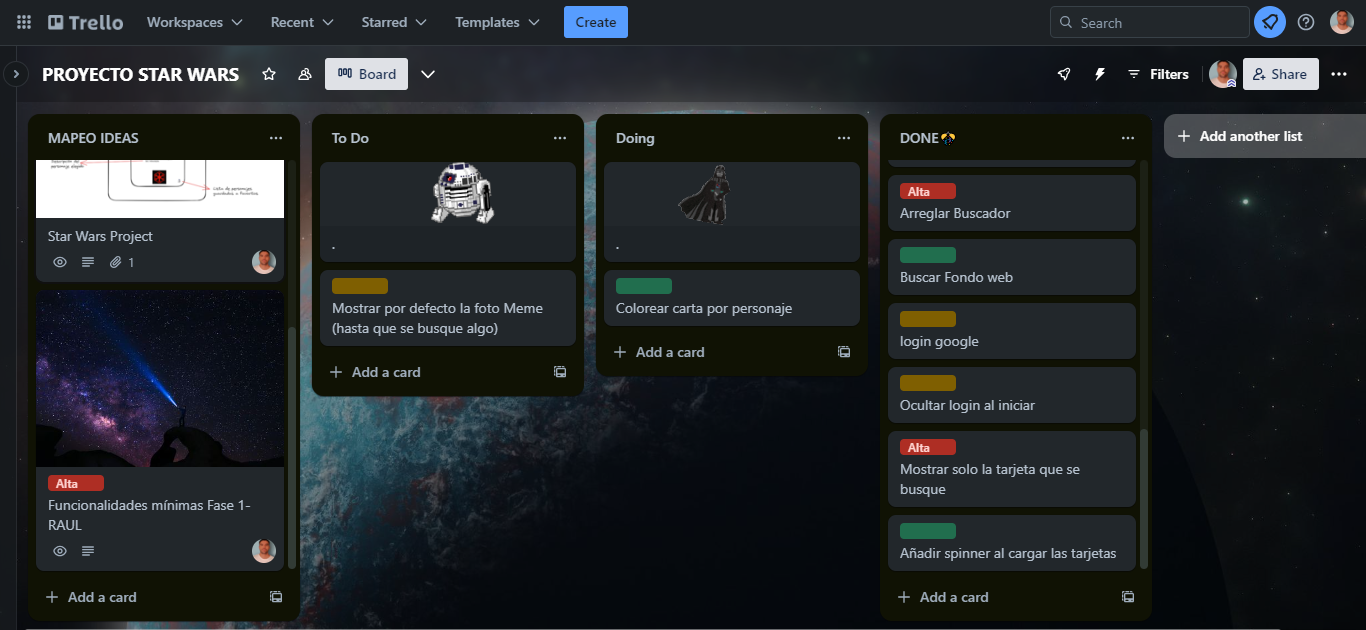 Trello
Workspaces
Recent
Starred
Templates
Create
Search
PROYECTO STAR WARS
Board
Filters
Share
MAPEO IDEAS
Star Wars Project
1
Alta
Funcionalidades mínimas Fase 1-
RAUL
Add a card
To Do
.
Mostrar por defecto la foto Meme
(hasta que se busque algo)
Add a card
Doing
.
Colorear carta por personaje
Add a card
DONE
Alta
Arreglar Buscador
Buscar Fondo web
login google
Ocultar login al iniciar
Alta
Mostrar solo la tarjeta que se
busque
Añadir spinner al cargar las tarjetas
Add a card
Add another list